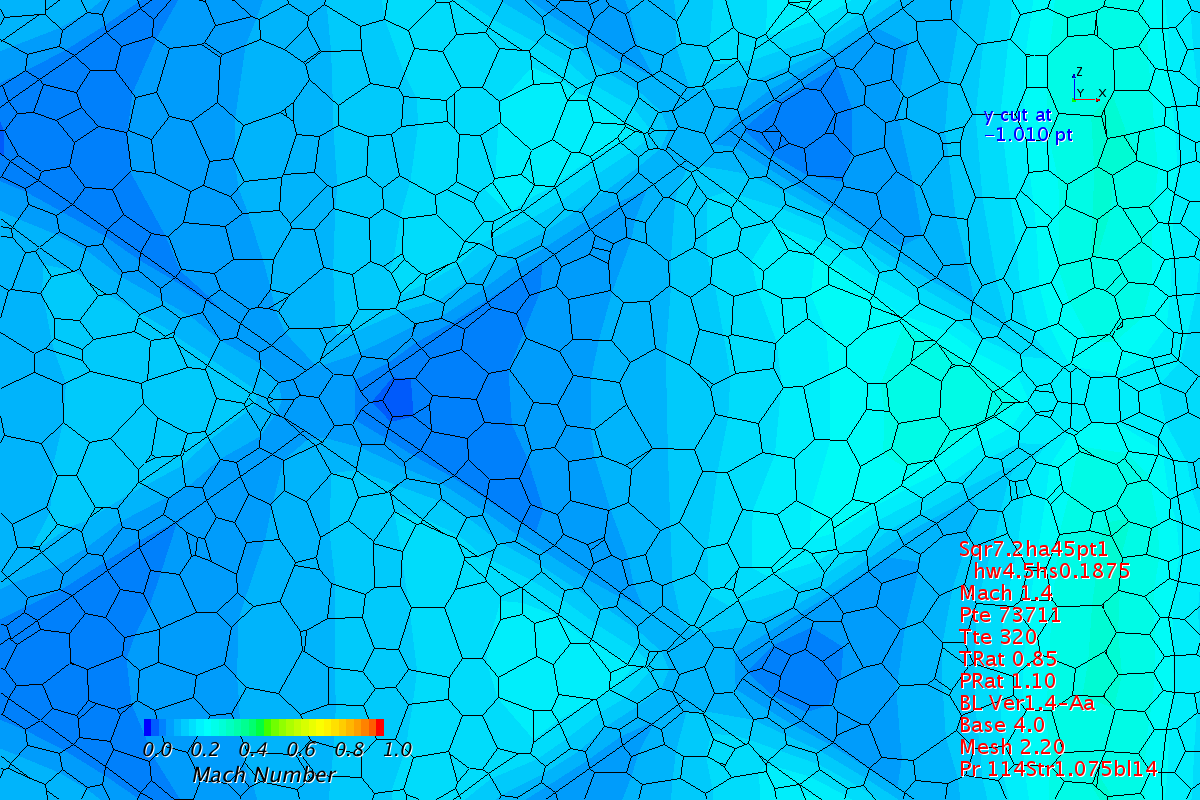 Z
Y X
y cut at
-1.010 pt
Sqr7.2ha45pt1
hw4.5hs0.1875
Mach 1.4
Pte 73711
Tte 320
TRat 0.85
PRat 1.10
BL Ver1.4-Aa
Base 4.0
Mesh 2.20
Pr 114Str1.075bl14
0.0 0.2 0.4 0.6 0.8 1.0
Mach Number